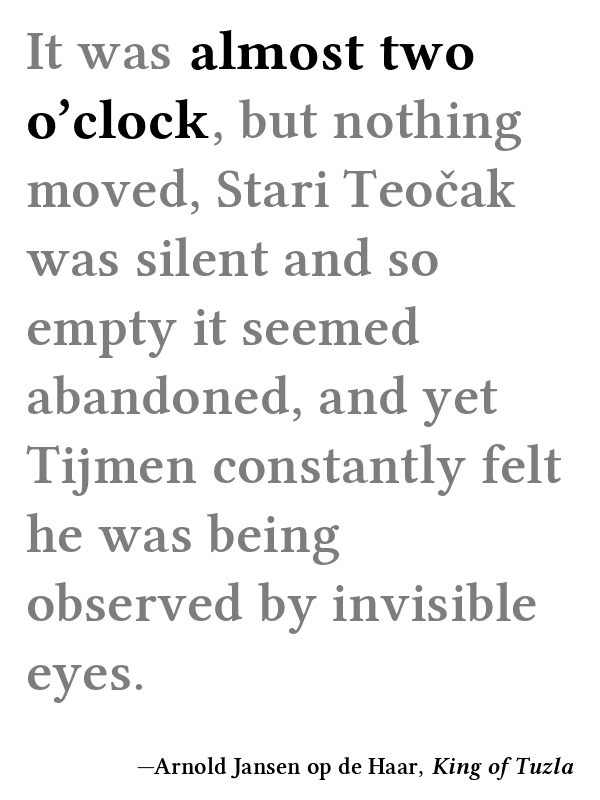 It was almost two
o’clock, but nothing
moved, Stari Teočak
was silent and so
empty it seemed
abandoned, and yet
Tijmen constantly felt
he was being
observed by invisible
eyes.
—Arnold Jansen op de Haar, King of Tuzla